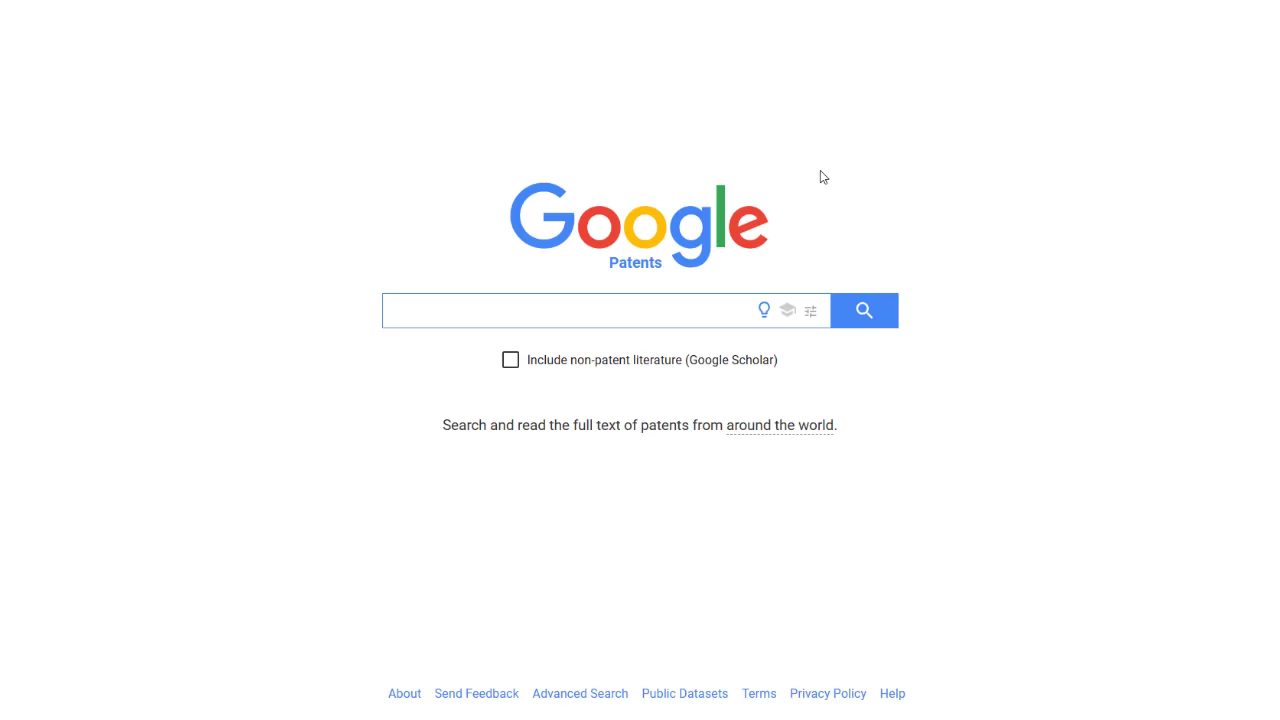 Google
Patents
Include non-patent literature (Google Scholar)
Search and read the full text of patents from around the world.
About Send Feedback Advanced Search Public Datasets Terms Privacy Policy Help